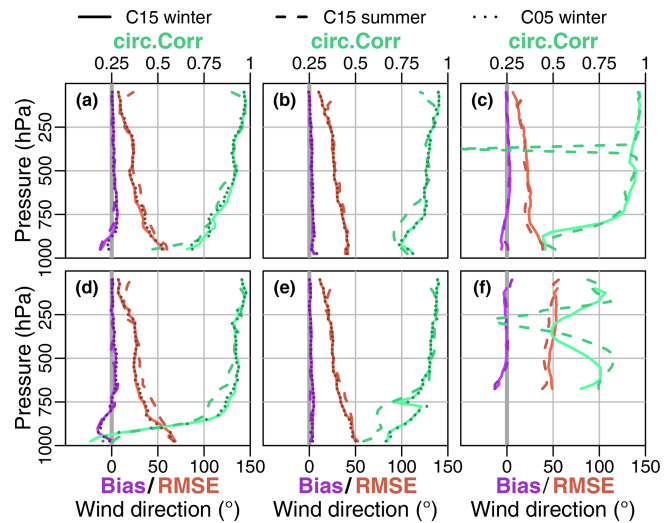 C15 winter C15 summer C05 winter
circ.Corr circ.Corr circ.Corr
0.25 0.5 0.75 1 0.25 0.5 0.75 1 0.25 0.5 0.75 1
(a) (b) (c)
Pressure (hPa)
250
500
750
1000
(d) (e) (f)
Pressure (hPa)
250
500
750
1000
0 50 100 150 0 50 100 150 0 50 100 150
Bias/RMSE Bias/RMSE Bias/RMSE
Wind direction (°) Wind direction (°) Wind direction (°)